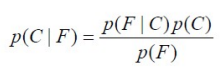 p(C | F) = p(F | C)p(C) / p(F)